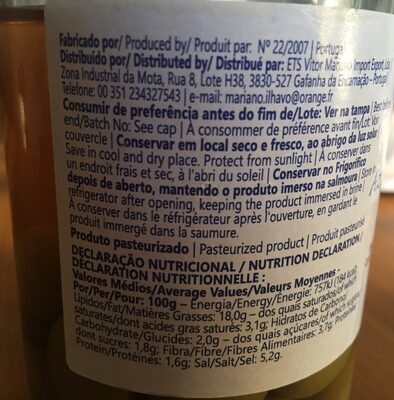 Fabricado por/ Produced by/ Produit par: Nº 22/2007 | Portugal
Distribuído por/ Distributed by/ Distribué par: ETS Vitor Mariano Import Export, Lda
Zona Industrial da Mota, Rua 8, Lote H38, 3830-527 Gafanha da Encarnação - Portugal
Telefone: 00 351 234327543 | e-mail: mariano.ilhavo@orange.fr
Consumir de preferência antes do fim de/Lote: Ver na tampa | Best before
end/Batch No: See cap | À consommer de préférence avant fin/Lot: Voir
couvercle | Conservar em local seco e fresco, ao abrigo da luz solar
Save in cool and dry place. Protect from sunlight | À conserver dans
un endroit frais et sec, à l'abri du soleil | Conservar no Frigorífico
depois de aberto, mantendo o produto imerso na salmoura | Store in
refrigerator after opening, keeping the product immersed in brine |
À conserver dans le réfrigérateur après l'ouverture, en gardant le
produit immergé dans la saumure.
Produto pasteurizado | Pasteurized product | Produit pasteurisé
DECLARAÇÃO NUTRICIONAL / NUTRITION DECLARATION /
DÉCLARATION NUTRITIONNELLE :
Valores Médios/Average Values/Valeurs Moyennes
Por/Per/Pour: 100g – Energia/Energy/Énergie: 757kJ (184 kcal)
Lípidos/Fat/Matières Grasses: 18,0g – dos quais saturados/of which
saturates/dont acides gras saturés: 3,1g; Hidratos de Carbono/
Carbohydrate/Glucides: 2,0g – dos quais açúcares/of which sugars/
dont sucres: 1,8g; Fibra/Fibre/Fibres Alimentaires: 3,7g; Proteínas/
Protein/Protéines: 1,6g; Sal/Salt/Sel: 5,2g.